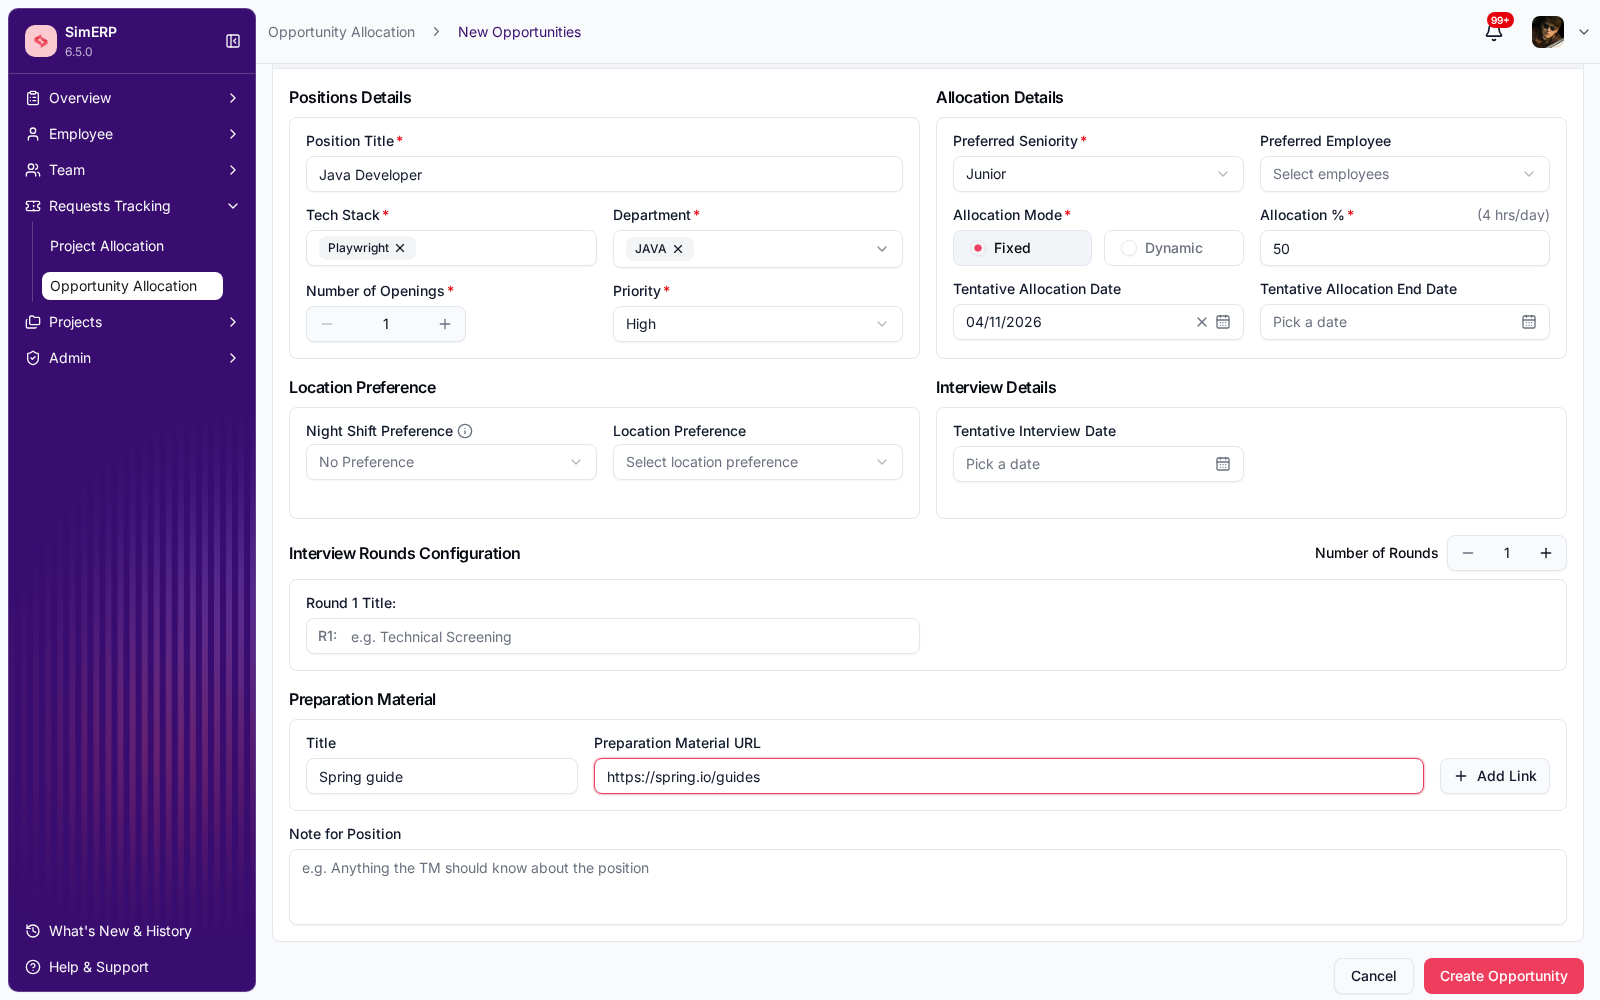 SimERP
6.5.0
Overview
Employee
Team
Requests Tracking
Project Allocation
Opportunity Allocation
Projects
Admin
What's New & History
Help & Support
Opportunity Allocation
New Opportunities
99+
Positions Details
Position Title*
Java Developer
Tech Stack*
Playwright
Department*
JAVA
Number of Openings*
1
Priority*
High
Allocation Details
Preferred Seniority*
Junior
Preferred Employee
Select employees
Allocation Mode*
Fixed
Dynamic
Allocation %* (4 hrs/day)
50
Tentative Allocation Date
04/11/2026
Tentative Allocation End Date
Pick a date
Location Preference
Night Shift Preference
No Preference
Location Preference
Select location preference
Interview Details
Tentative Interview Date
Pick a date
Interview Rounds Configuration
Number of Rounds
1
Round 1 Title:
R1: e.g. Technical Screening
Preparation Material
Title
Spring guide
Preparation Material URL
https://spring.io/guides
Add Link
Note for Position
e.g. Anything the TM should know about the position
Cancel
Create Opportunity